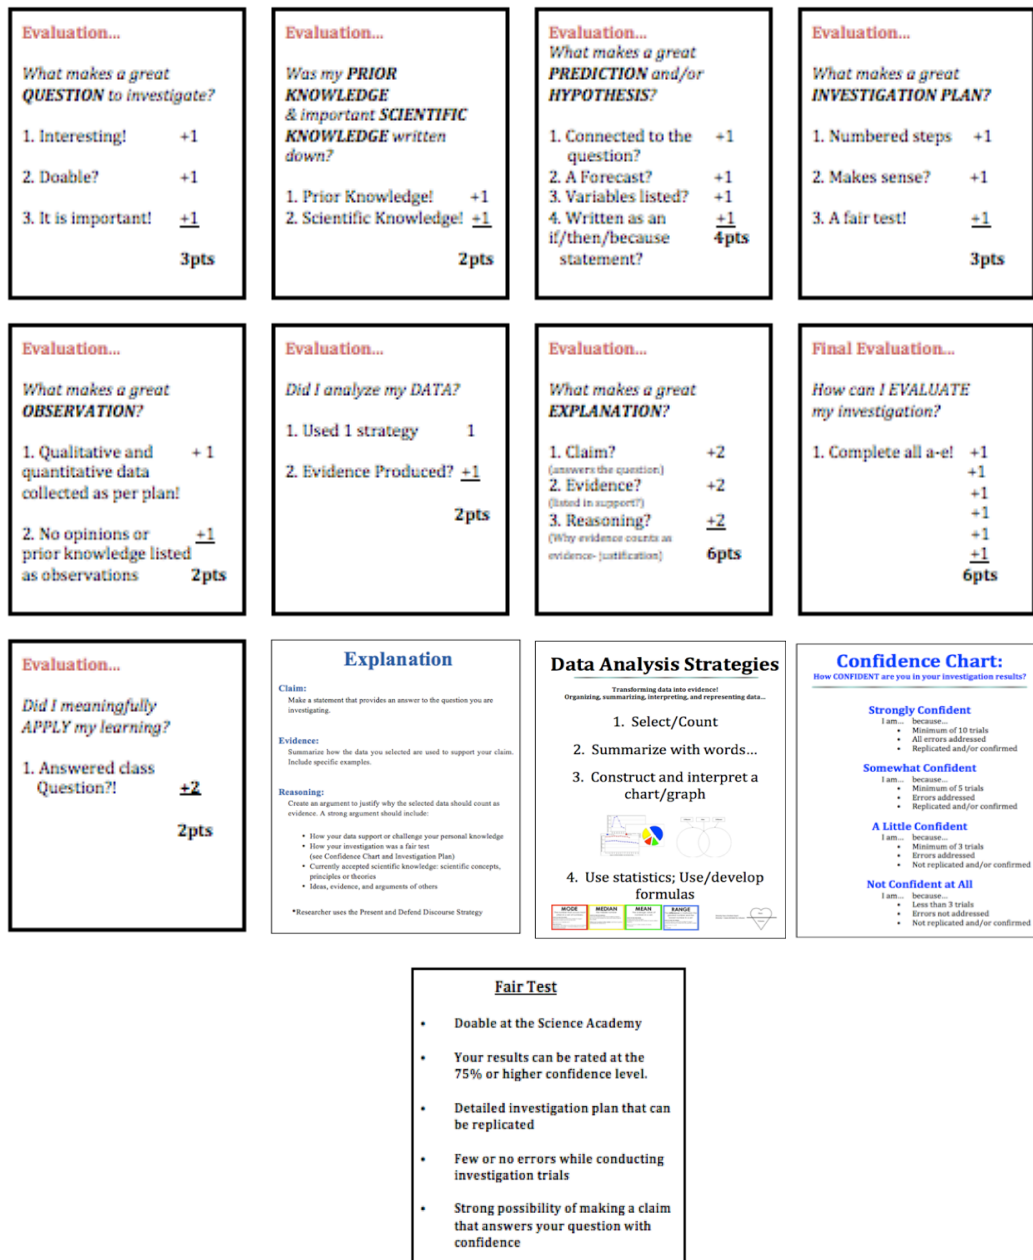 Evaluation...
What makes a great
QUESTION to investigate?
1. Interesting! +1
2. Doable? +1
3. It is important! +1
3pts
Evaluation...
Was my PRIOR
KNOWLEDGE
& important SCIENTIFIC
KNOWLEDGE written
down?
1. Prior Knowledge! +1
2. Scientific Knowledge! +1
2pts
Evaluation...
What makes a great
PREDICTION and/or
HYPOTHESIS?
1. Connected to the +1
question?
2. A Forecast? +1
3. Variables listed? +1
4. Written as an +1
if/then/because 4pts
statement?
Evaluation...
What makes a great
INVESTIGATION PLAN?
1. Numbered steps +1
2. Makes sense? +1
3. A fair test! +1
3pts
Evaluation...
What makes a great
OBSERVATION?
1. Qualitative and + 1
quantitative data
collected as per plan!
2. No opinions or +1
prior knowledge listed
as observations 2pts
Evaluation...
Did I analyze my DATA?
1. Used 1 strategy 1
2. Evidence Produced? +1
2pts
Evaluation...
What makes a great
EXPLANATION?
1. Claim? +2
(answers the question)
2. Evidence? +2
(listed in support?)
3. Reasoning? +2
(Why evidence counts as
evidence- justification) 6pts
Final Evaluation...
How can I EVALUATE
my investigation?
1. Complete all a-e! +1
+1
+1
+1
+1
+1
6pts
Evaluation...
Did I meaningfully
APPLY my learning?
1. Answered class
Question?! +2
2pts
Explanation
Claim:
Make a statement that provides an answer to the question you are
investigating.
Evidence:
Summarize how the data you selected are used to support your claim.
Include specific examples.
Reasoning:
Create an argument to justify why the selected data should count as
evidence. A strong argument should include:
• How your data support or challenge your personal knowledge
• How your investigation was a fair test
(see Confidence Chart and Investigation Plan)
• Currently accepted scientific knowledge: scientific concepts,
principles or theories
• Ideas, evidence, and arguments of others
*Researcher uses the Present and Defend Discourse Strategy
Data Analysis Strategies
Transforming data into evidence!
Organizing, summarizing, interpreting, and representing data...
1. Select/Count
2. Summarize with words...
3. Construct and interpret a
chart/graph
4. Use statistics; Use/develop
formulas
MODE MEDIAN MEAN RANGE
Confidence Chart:
How CONFIDENT are you in your investigation results?
Strongly Confident
I am... because...
• Minimum of 10 trials
• All errors addressed
• Replicated and/or confirmed
Somewhat Confident
I am... because...
• Minimum of 5 trials
• Errors addressed
• Replicated and/or confirmed
A Little Confident
I am... because...
• Minimum of 3 trials
• Errors addressed
• Not replicated and/or confirmed
Not Confident at All
I am... because...
• Less than 3 trials
• Errors not addressed
• Not replicated and/or confirmed
Fair Test
• Doable at the Science Academy
• Your results can be rated at the
75% or higher confidence level.
• Detailed investigation plan that can
be replicated
• Few or no errors while conducting
investigation trials
• Strong possibility of making a claim
that answers your question with
confidence